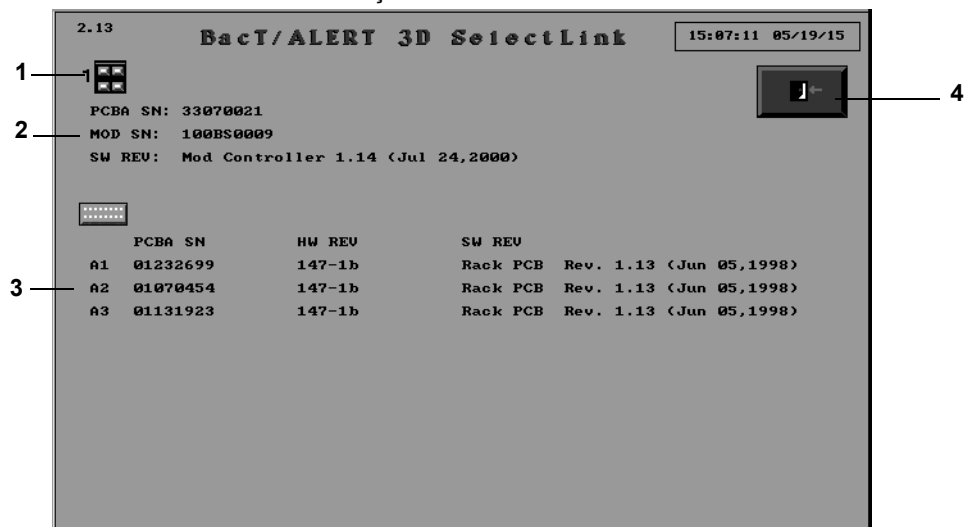 2.13
BacT/ALERT 3D SelectLink
15:07:11 05/19/15
1
1
4
PCBA SN: 33070021
2
MOD SN: 100BS0009
SW REV: Mod Controller 1.14 (Jul 24,2000)
PCBA SN HW REV SW REV
A1 01232699 147-1b Rack PCB Rev. 1.13 (Jun 05,1998)
3
A2 01070454 147-1b Rack PCB Rev. 1.13 (Jun 05,1998)
A3 01131923 147-1b Rack PCB Rev. 1.13 (Jun 05,1998)